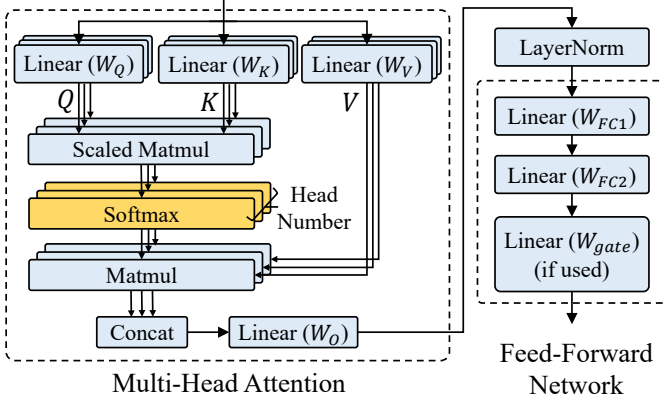 Linear (W_Q)
Linear (W_K)
Linear (W_V)
Q
K
V
Scaled Matmul
Softmax
Head
Number
Matmul
Concat
Linear (W_O)
Multi-Head Attention
LayerNorm
Linear (W_FC1)
Linear (W_FC2)
Linear (W_gate)
(if used)
Feed-Forward
Network